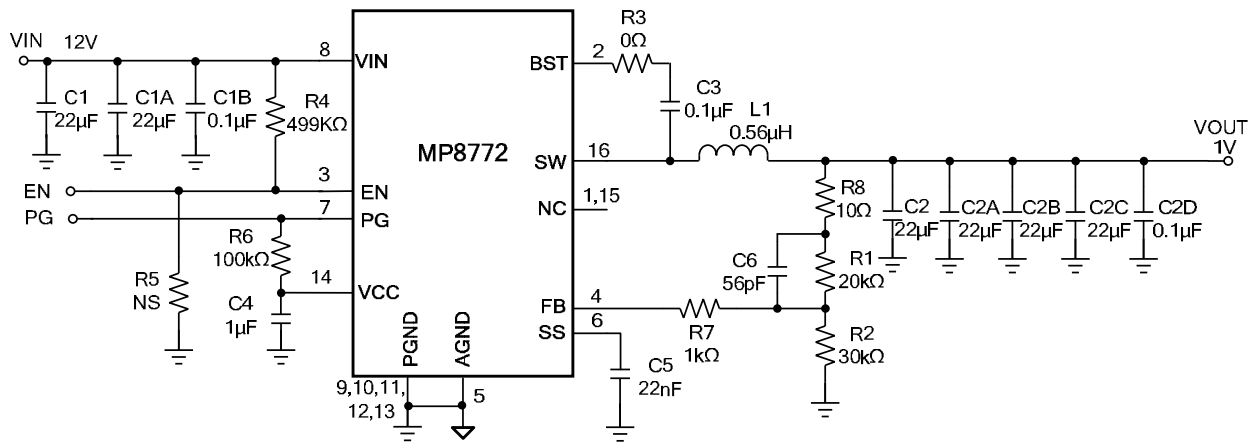 VIN
12V
8
VIN
C1
22µF
C1A
22µF
C1B
0.1µF
R4
499KΩ
EN
3
EN
PG
7
PG
R5
NS
R6
100kΩ
C4
1µF
14
VCC
MP8772
PGND
AGND
9,10,11,
12,13
5
BST
2
R3
0Ω
C3
0.1µF
SW
16
L1
0.56µH
NC
1,15
FB
4
R7
1kΩ
SS
6
C5
22nF
C6
56pF
R8
10Ω
R1
20kΩ
R2
30kΩ
C2
22µF
C2A
22µF
C2B
22µF
C2C
22µF
C2D
0.1µF
VOUT
1V